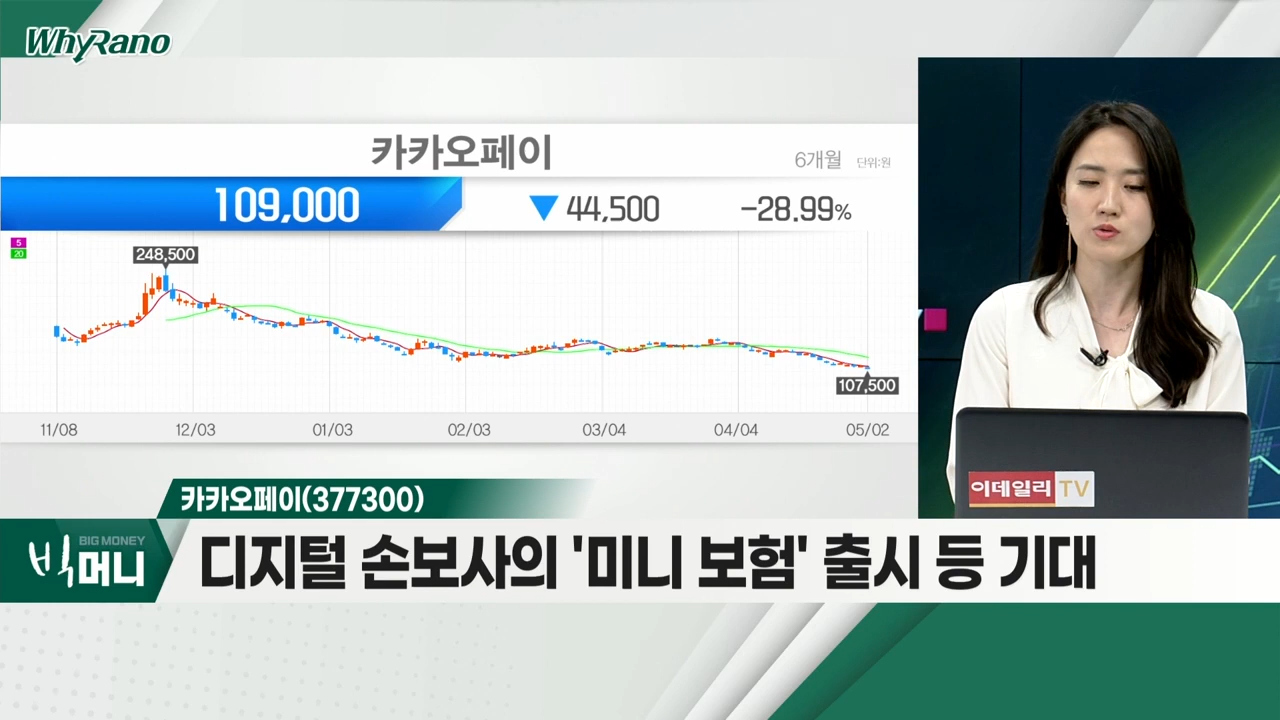 WhyRano
카카오페이
6개월 단위:원
109,000 ▼ 44,500 -28.99%
5
20
248,500
107,500
11/08 12/03 01/03 02/03 03/04 04/04 05/02
이데일리 TV
카카오페이(377300)
BIG MONEY
빅머니
디지털 손보사의 '미니 보험' 출시 등 기대